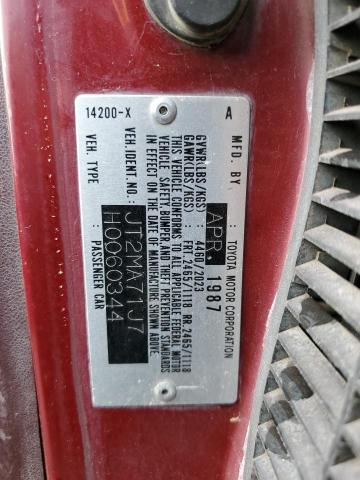 MFD. BY: TOYOTA MOTOR CORPORATION
APR. 1987
GVWR(LBS/KGS): 4460/2023
GAWR(LBS/KGS): FRT.2465/1118 RR.2465/1118
THIS VEHICLE CONFORMS TO ALL APPLICABLE FEDERAL MOTOR
VEHICLE SAFETY, BUMPER, AND THEFT PREVENTION STANDARDS
IN EFFECT ON THE DATE OF MANUFACTURE SHOWN ABOVE.
VEH.IDENT.NO.: JT2MA71J7
H0060344
VEH. TYPE: PASSENGER CAR
14200-X A